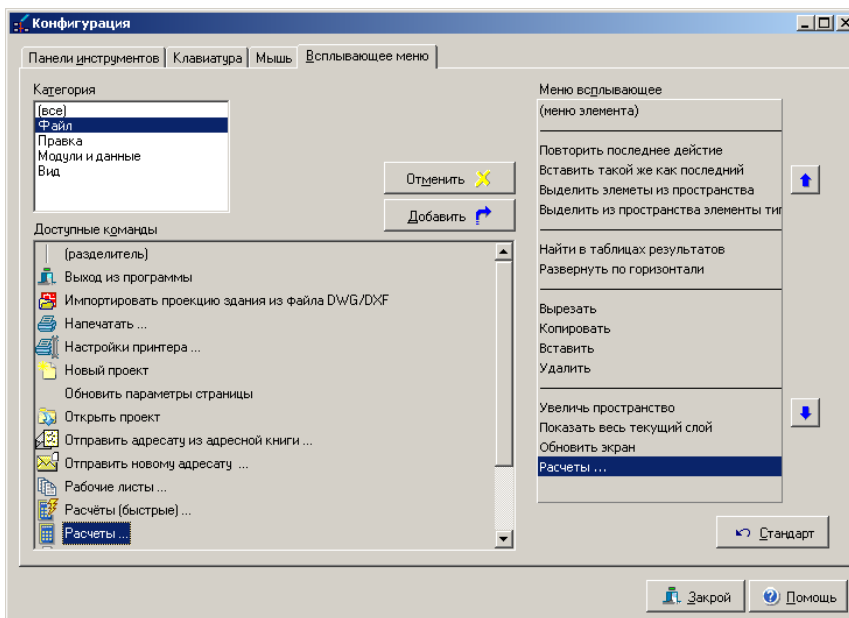 Конфигурация
Панели инструментов
Клавиатура
Мышь
Всплывающее меню
Категория
(все)
Файл
Правка
Модули и данные
Вид
Отменить
Добавить
Доступные команды
(разделитель)
Выход из программы
Импортировать проекцию здания из файла DWG/DXF
Напечатать ...
Настройки принтера ...
Новый проект
Обновить параметры страницы
Открыть проект
Отправить адресату из адресной книги ...
Отправить новому адресату ...
Рабочие листы ...
Расчёты (быстрые) ...
Расчеты ...
Меню всплывающее
(меню элемента)
Повторить последнее дейстие
Вставить такой же как последний
Выделить элеметы из пространства
Выделить из пространства элементы тип
Найти в таблицах результатов
Развернуть по горизонтали
Вырезать
Копировать
Вставить
Удалить
Увеличь пространство
Показать весь текущий слой
Обновить экран
Расчеты ...
Стандарт
Закрой
Помощь